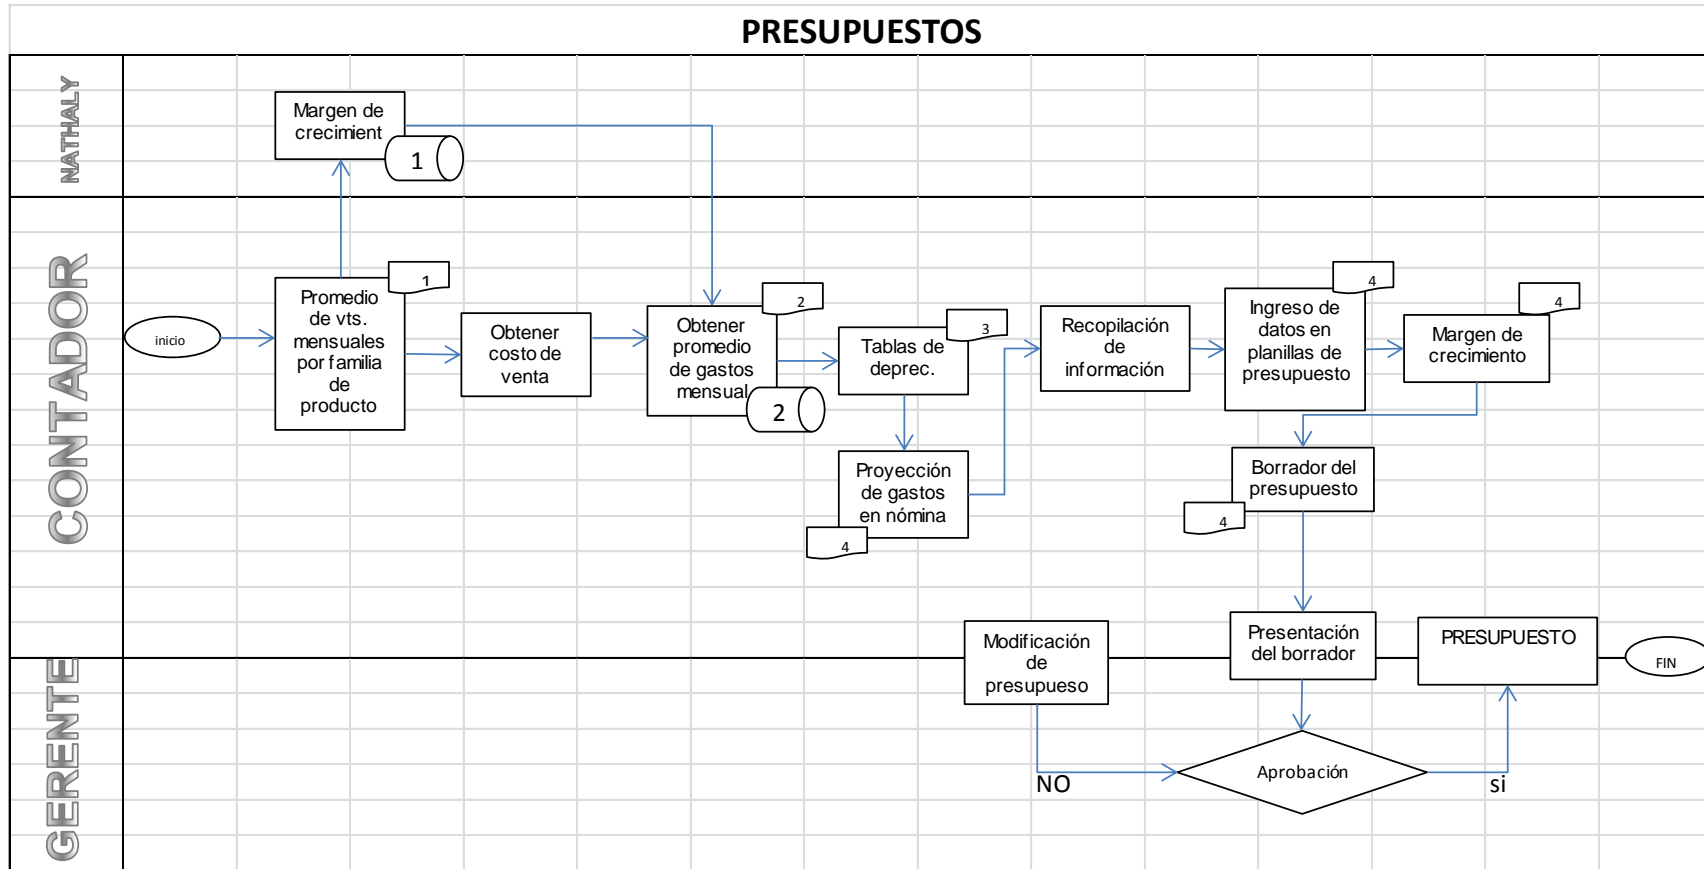 PRESUPUESTOS
NATHALY
Margen de
crecimient
1
CONTADOR
inicio
Promedio
de vts.
mensuales
por familia
de
producto
1
Obtener
costo de
venta
Obtener
promedio
de gastos
mensual
2
2
Tablas de
deprec.
3
Proyección
de gastos
en nómina
4
Recopilación
de
información
Ingreso de
datos en
planillas de
presupuesto
4
Margen de
crecimiento
4
Borrador del
presupuesto
4
GERENTE
Modificación
de
presupueso
Presentación
del borrador
PRESUPUESTO
FIN
Aprobación
NO
si